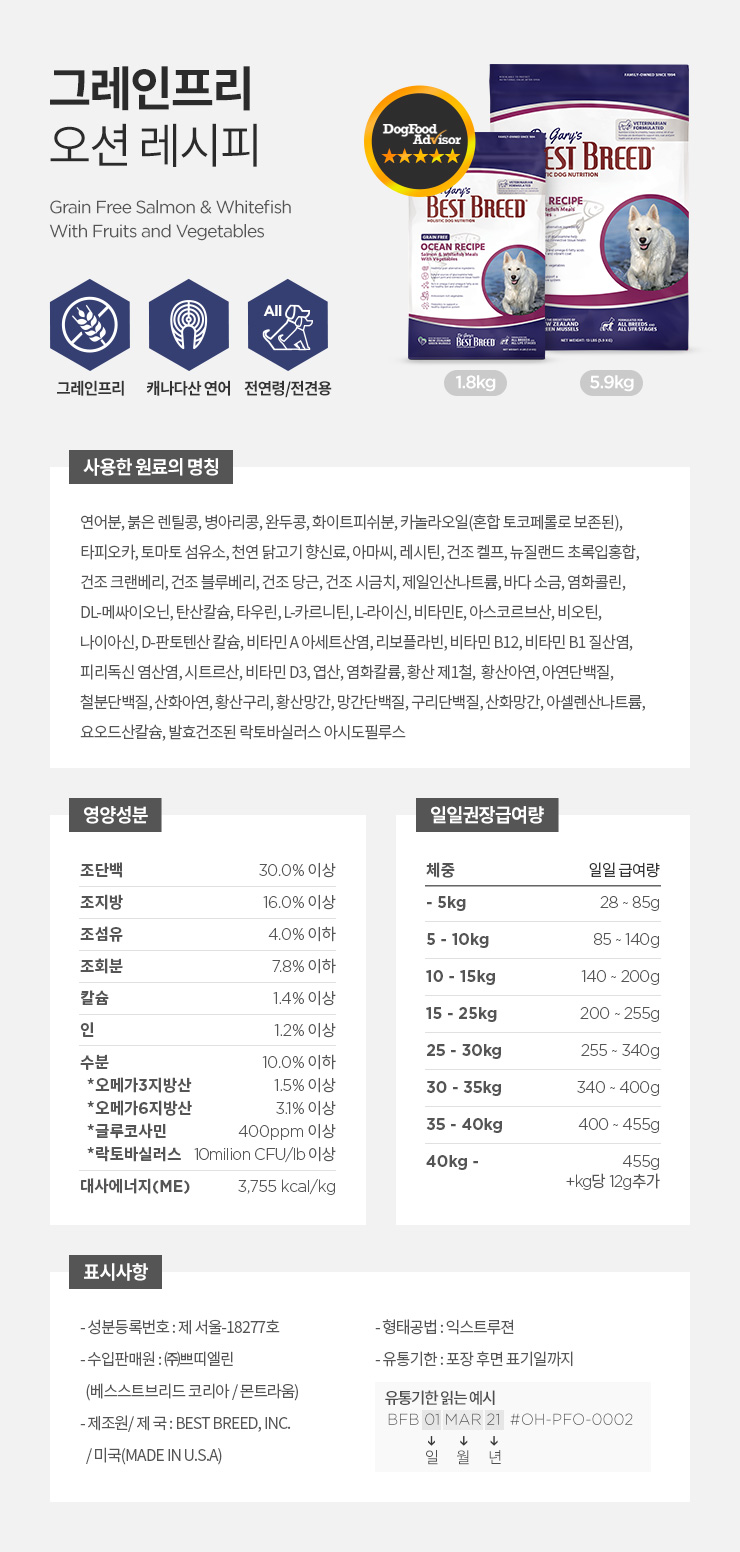 그레인프리
오션 레시피
Grain Free Salmon & Whitefish
With Fruits and Vegetables
DogFood
Advisor
FAMILY-OWNED SINCE 1994
Dr. Gary's
BEST BREED
HOLISTIC DOG NUTRITION
VETERINARIAN
FORMULATED
GRAIN FREE
OCEAN RECIPE
Salmon & Whitefish Meals
With Vegetables
NEW ZEALAND
GREEN MUSSELS
FORMULATED FOR
ALL BREEDS AND
ALL LIFE STAGES
NET WEIGHT: 13 LBS (5.9 KG)
All
그레인프리
캐나다산 연어
전연령/전견용
1.8kg
5.9kg
사용한 원료의 명칭
연어분, 붉은 렌틸콩, 병아리콩, 완두콩, 화이트피쉬분, 카놀라오일(혼합 토코페롤로 보존된),
타피오카, 토마토 섬유소, 천연 닭고기 향신료, 아마씨, 레시틴, 건조 켈프, 뉴질랜드 초록입홍합,
건조 크랜베리, 건조 블루베리, 건조 당근, 건조 시금치, 제일인산나트륨, 바다 소금, 염화콜린,
DL-메싸이오닌, 탄산칼슘, 타우린, L-카르니틴, L-라이신, 비타민E, 아스코르브산, 비오틴,
나이아신, D-판토텐산 칼슘, 비타민 A 아세트산염, 리보플라빈, 비타민 B12, 비타민 B1 질산염,
피리독신 염산염, 시트르산, 비타민 D3, 엽산, 염화칼륨, 황산 제1철, 황산아연, 아연단백질,
철분단백질, 산화아연, 황산구리, 황산망간, 망간단백질, 구리단백질, 산화망간, 아셀렌산나트륨,
요오드산칼슘, 발효건조된 락토바실러스 아시도필루스
영양성분
조단백 30.0% 이상
조지방 16.0% 이상
조섬유 4.0% 이하
조회분 7.8% 이하
칼슘 1.4% 이상
인 1.2% 이상
수분 10.0% 이하
*오메가3지방산 1.5% 이상
*오메가6지방산 3.1% 이상
*글루코사민 400ppm 이상
*락토바실러스 10milion CFU/lb 이상
대사에너지(ME) 3,755 kcal/kg
일일권장급여량
체중 일일 급여량
- 5kg 28 ~ 85g
5 - 10kg 85 ~ 140g
10 - 15kg 140 ~ 200g
15 - 25kg 200 ~ 255g
25 - 30kg 255 ~ 340g
30 - 35kg 340 ~ 400g
35 - 40kg 400 ~ 455g
40kg - 455g
+kg당 12g추가
표시사항
- 성분등록번호 : 제 서울-18277호
- 수입판매원 : ㈜쁘띠엘린
(베스스트브리드 코리아 / 몬트라움)
- 제조원/ 제 국 : BEST BREED, INC.
/ 미국(MADE IN U.S.A)
- 형태공법 : 익스트루젼
- 유통기한 : 포장 후면 표기일까지
유통기한 읽는 예시
BFB 01 MAR 21 #OH-PFO-0002
일 월 년